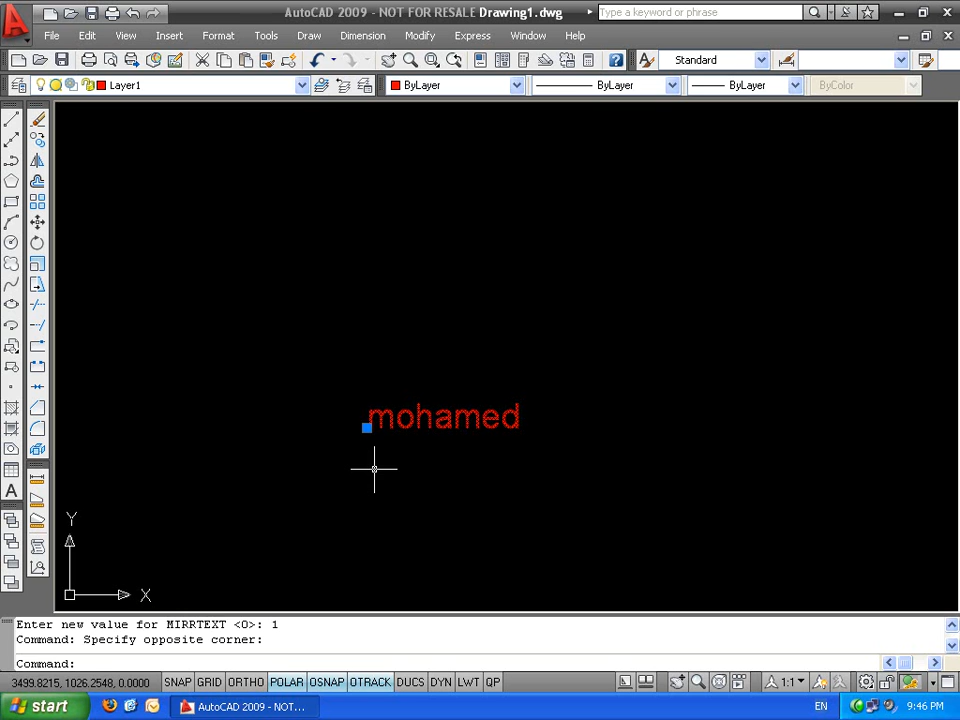 AutoCAD 2009 - NOT FOR RESALE Drawing1.dwg
Type a keyword or phrase
File Edit View Insert Format Tools Draw Dimension Modify Express Window Help
Standard
Layer1 ByLayer ByLayer ByLayer ByColor
mohamed
A
Y
X
Enter new value for MIRRTEXT <0>: 1
Command: Specify opposite corner:
Command:
3499.8215, 1026.2548, 0.0000 SNAP GRID ORTHO POLAR OSNAP OTRACK DUCS DYN LWT QP 1:1
start AutoCAD 2009 - NOT... EN 9:46 PM